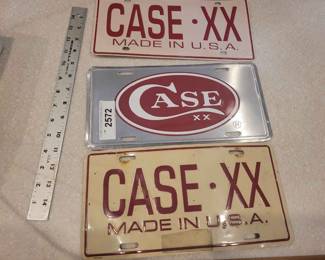 CASE · XX
MADE IN U.S.A.
CASE
XX
2572
CASE · XX
MADE IN U.S.A.